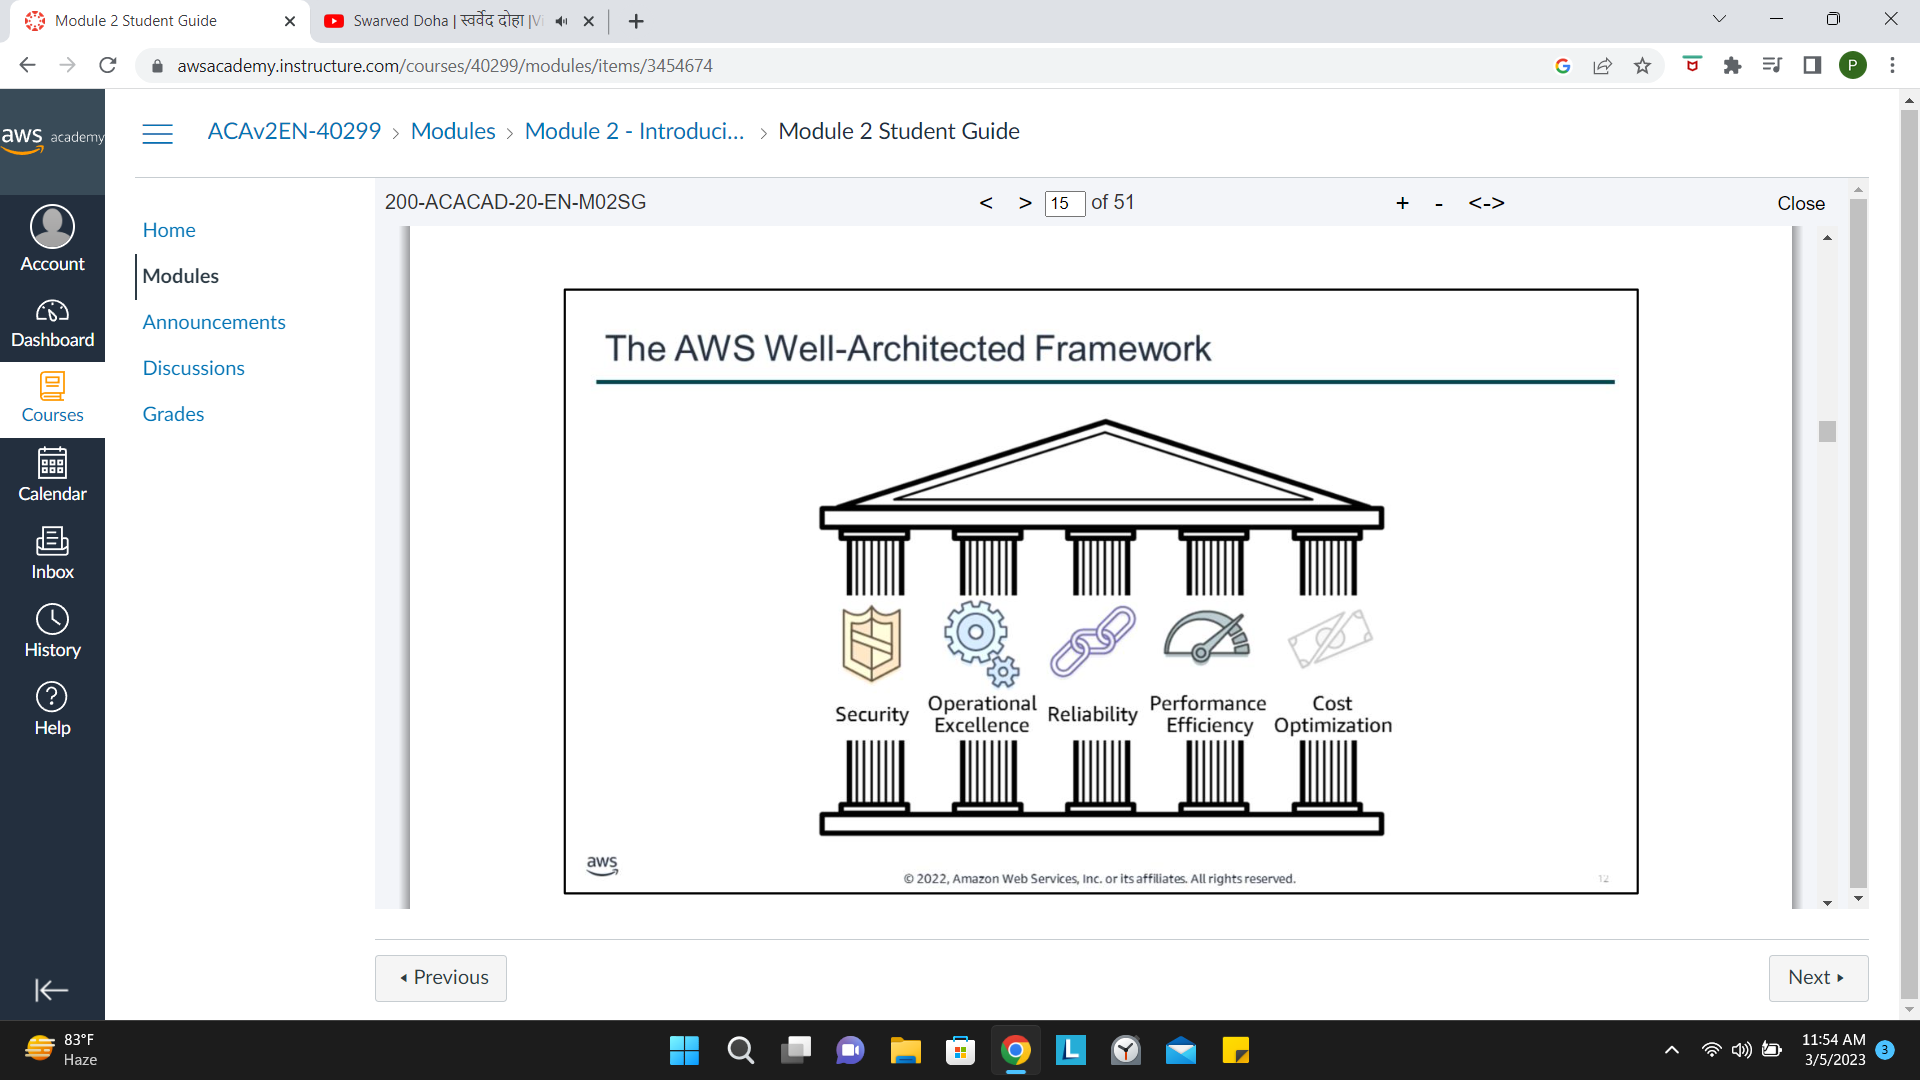 Module 2 Student Guide
Swarved Doha | स्वर्वेद दोहा |Vi
awsacademy.instructure.com/courses/40299/modules/items/3454674
P
aws academy
ACAv2EN-40299 › Modules › Module 2 - Introduci... › Module 2 Student Guide
200-ACACAD-20-EN-M02SG
< > 15 of 51
+ - <->
Close
Account
Dashboard
Courses
Calendar
Inbox
History
Help
Home
Modules
Announcements
Discussions
Grades
The AWS Well-Architected Framework
Security
Operational
Excellence
Reliability
Performance
Efficiency
Cost
Optimization
aws
© 2022, Amazon Web Services, Inc. or its affiliates. All rights reserved.
12
Previous
Next
83°F
Haze
L
11:54 AM
3/5/2023
3